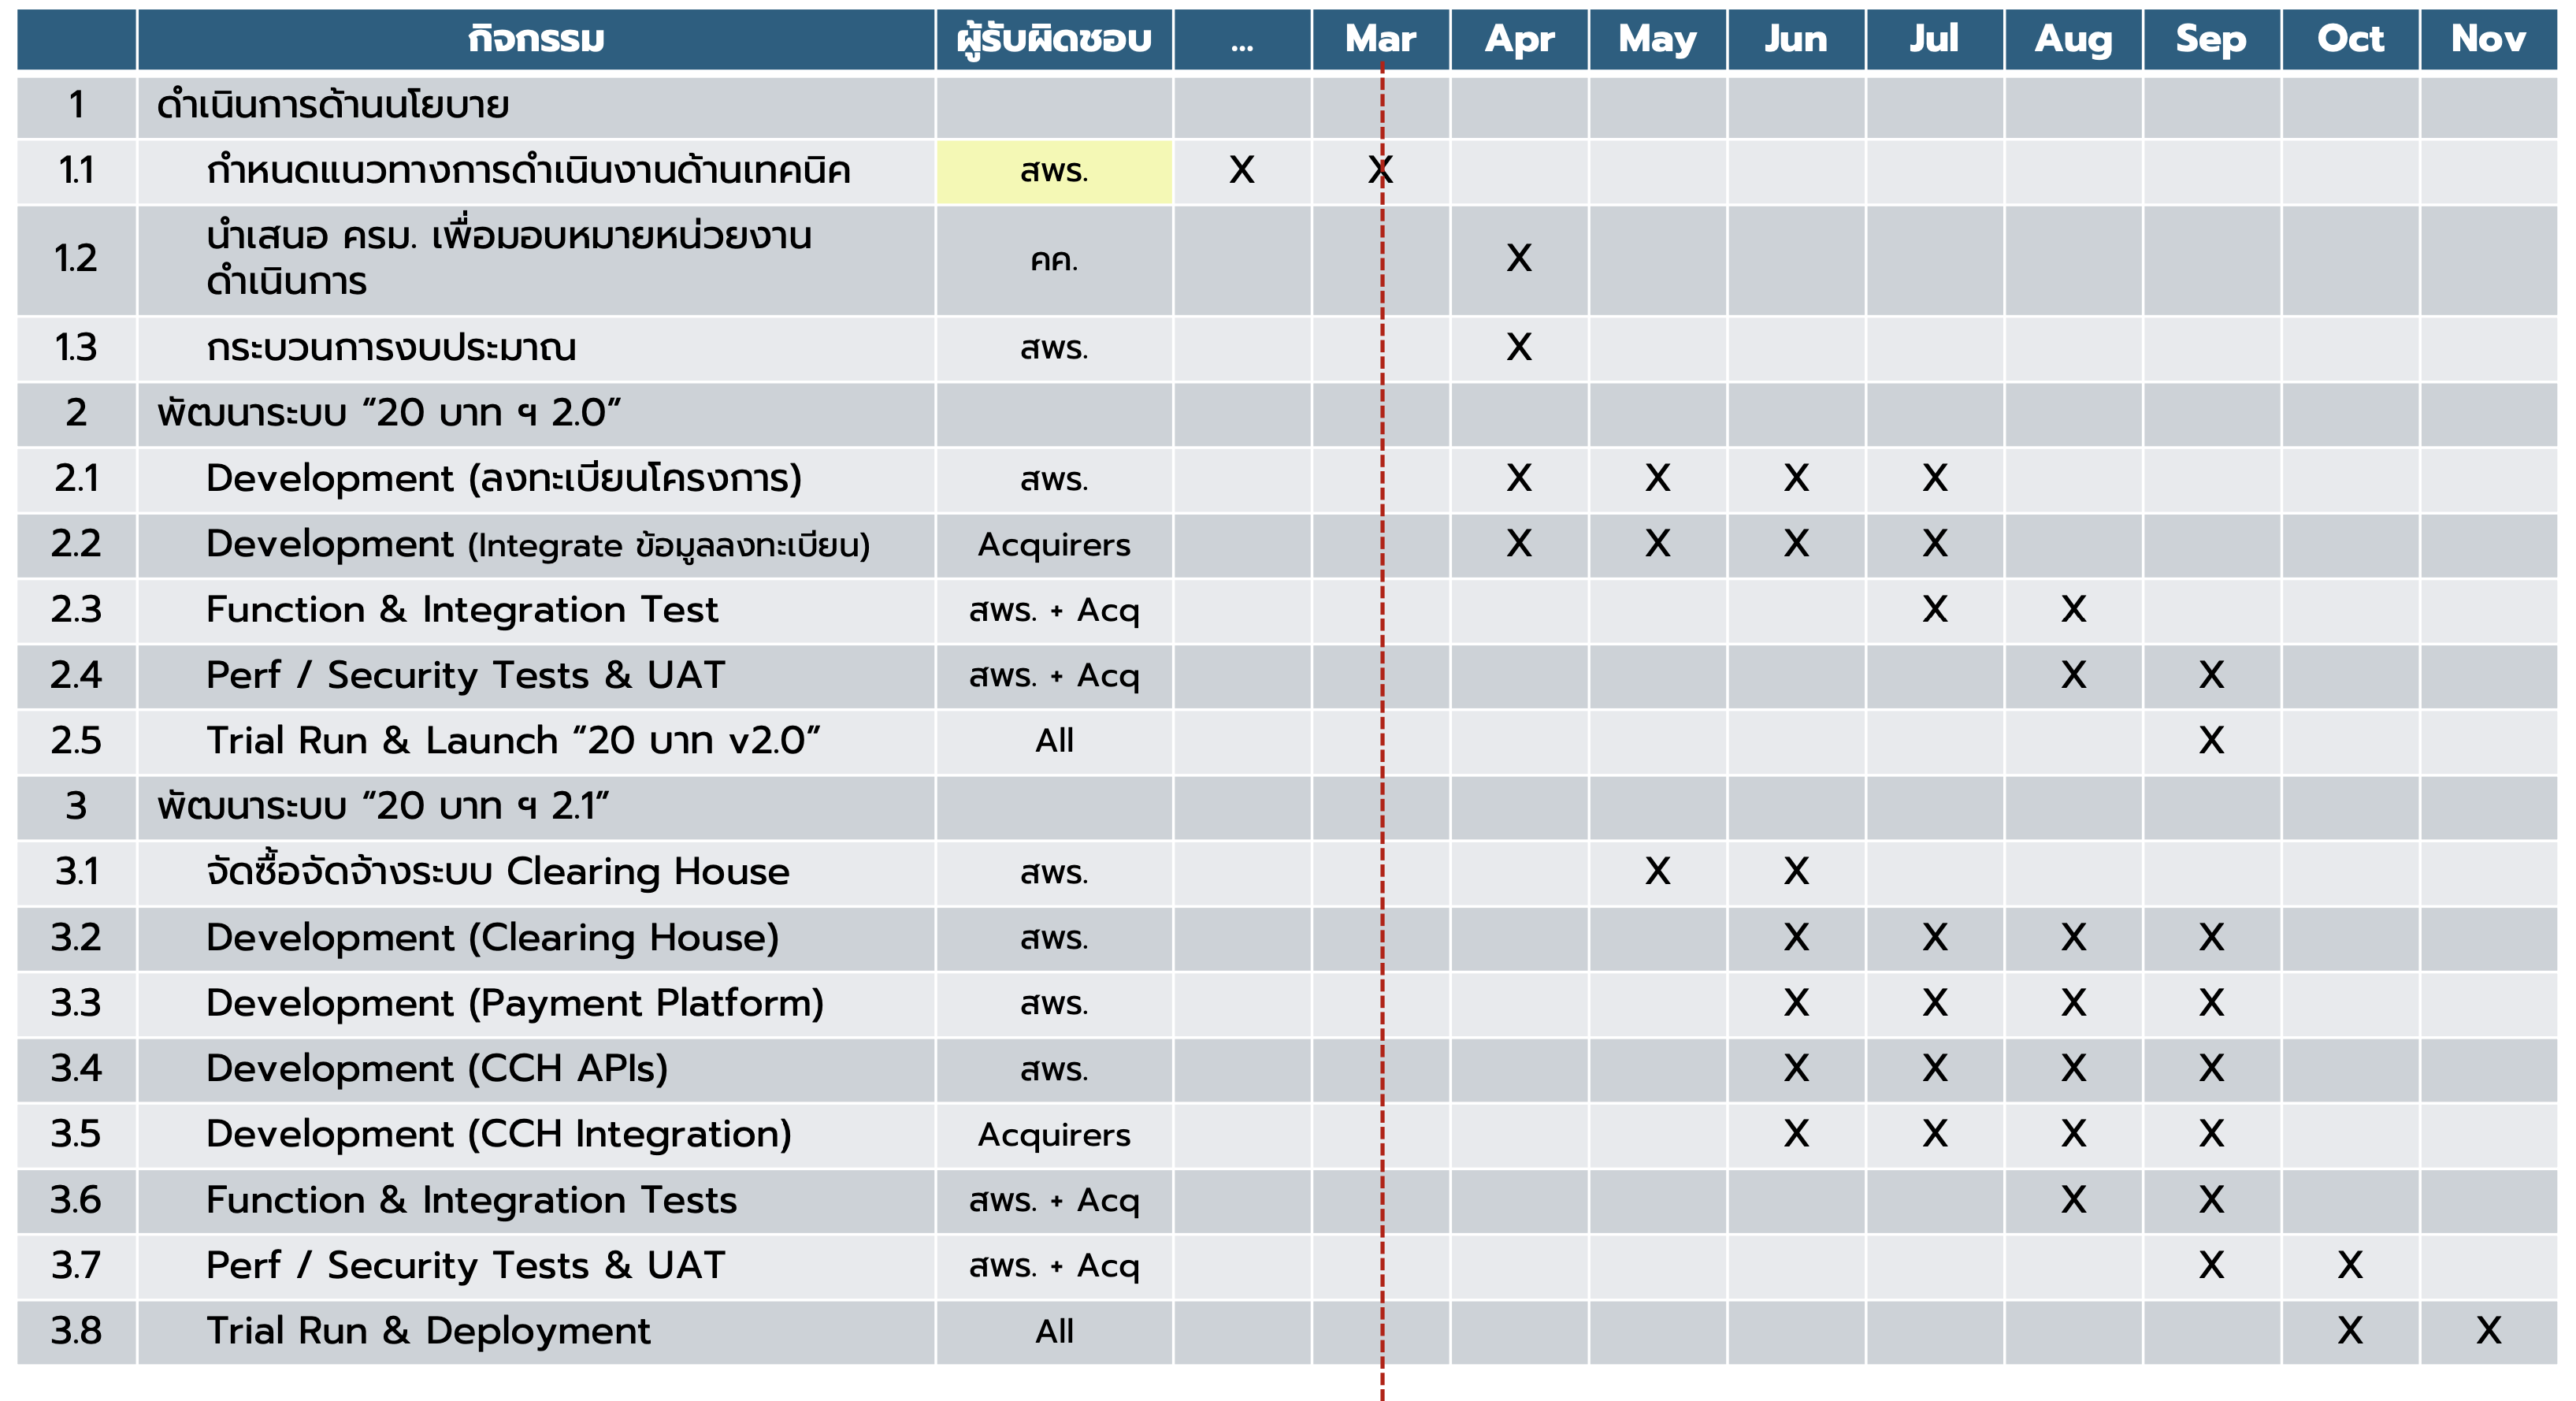 กิจกรรม ผู้รับผิดชอบ ... Mar Apr May Jun Jul Aug Sep Oct Nov
1 ดำเนินการด้านนโยบาย
1.1 กำหนดแนวทางการดำเนินงานด้านเทคนิค สพร. X X
1.2 นำเสนอ ครม. เพื่อมอบหมายหน่วยงาน
ดำเนินการ คค. X
1.3 กระบวนการงบประมาณ สพร. X
2 พัฒนาระบบ “20 บาท ฯ 2.0”
2.1 Development (ลงทะเบียนโครงการ) สพร. X X X X
2.2 Development (Integrate ข้อมูลลงทะเบียน) Acquirers X X X X
2.3 Function & Integration Test สพร. + Acq X X
2.4 Perf / Security Tests & UAT สพร. + Acq X X
2.5 Trial Run & Launch “20 บาท v2.0” All X
3 พัฒนาระบบ “20 บาท ฯ 2.1”
3.1 จัดซื้อจัดจ้างระบบ Clearing House สพร. X X
3.2 Development (Clearing House) สพร. X X X X
3.3 Development (Payment Platform) สพร. X X X X
3.4 Development (CCH APIs) สพร. X X X X
3.5 Development (CCH Integration) Acquirers X X X X
3.6 Function & Integration Tests สพร. + Acq X X
3.7 Perf / Security Tests & UAT สพร. + Acq X X
3.8 Trial Run & Deployment All X X